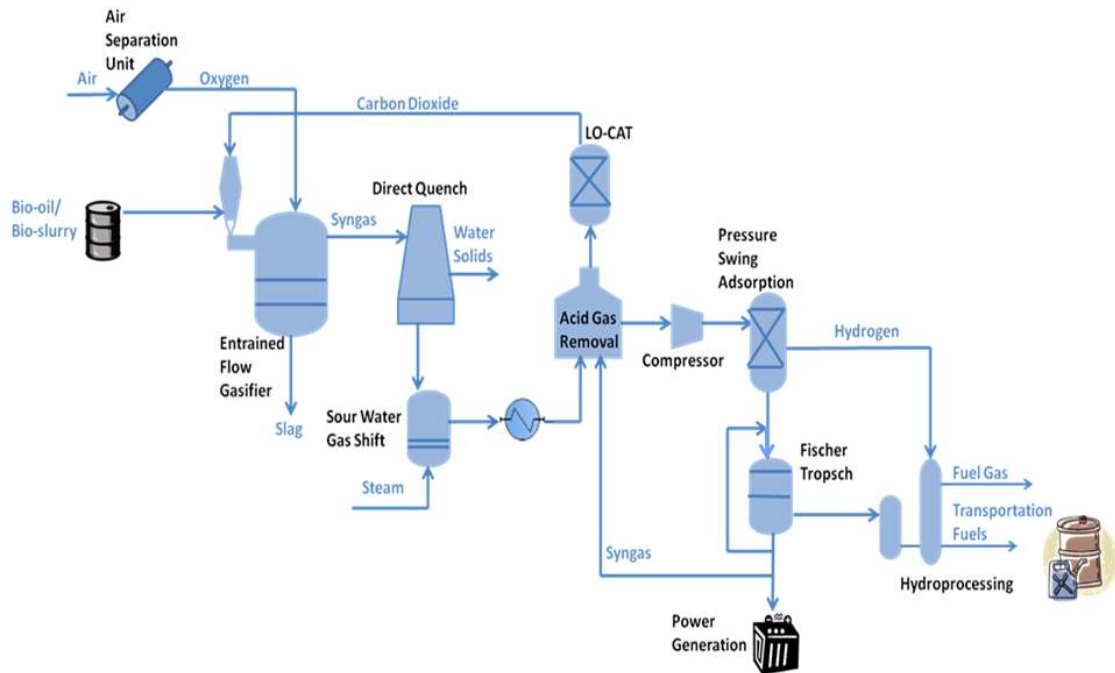 Air
Separation
Unit
Air
Oxygen
Carbon Dioxide
LO-CAT
Direct Quench
Bio-oil/
Bio-slurry
Syngas
Water
Solids
Pressure
Swing
Adsorption
Acid Gas
Removal
Hydrogen
Compressor
Entrained
Flow
Gasifier
Sour Water
Gas Shift
Slag
Steam
Fischer
Tropsch
Fuel Gas
Transportation
Fuels
Syngas
Hydroprocessing
Power
Generation